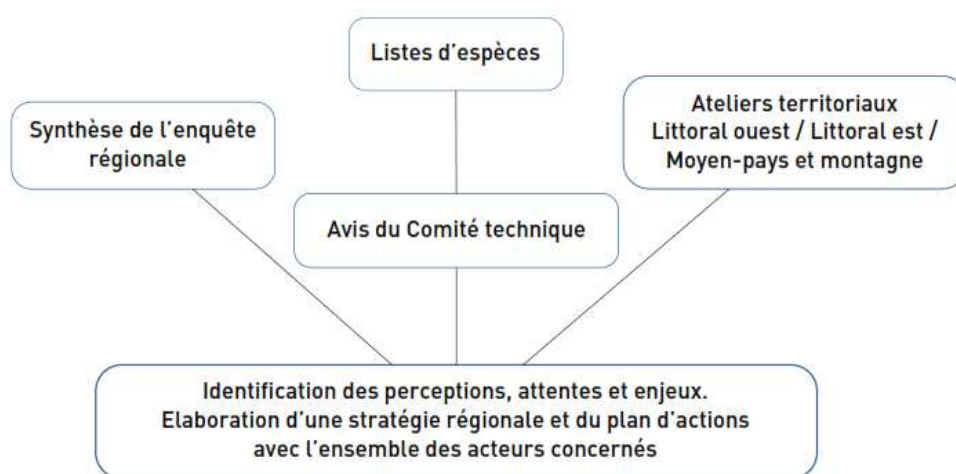 Listes d’espèces
Synthèse de l’enquête
régionale
Ateliers territoriaux
Littoral ouest / Littoral est /
Moyen-pays et montagne
Avis du Comité technique
Identification des perceptions, attentes et enjeux.
Elaboration d’une stratégie régionale et du plan d’actions
avec l’ensemble des acteurs concernés